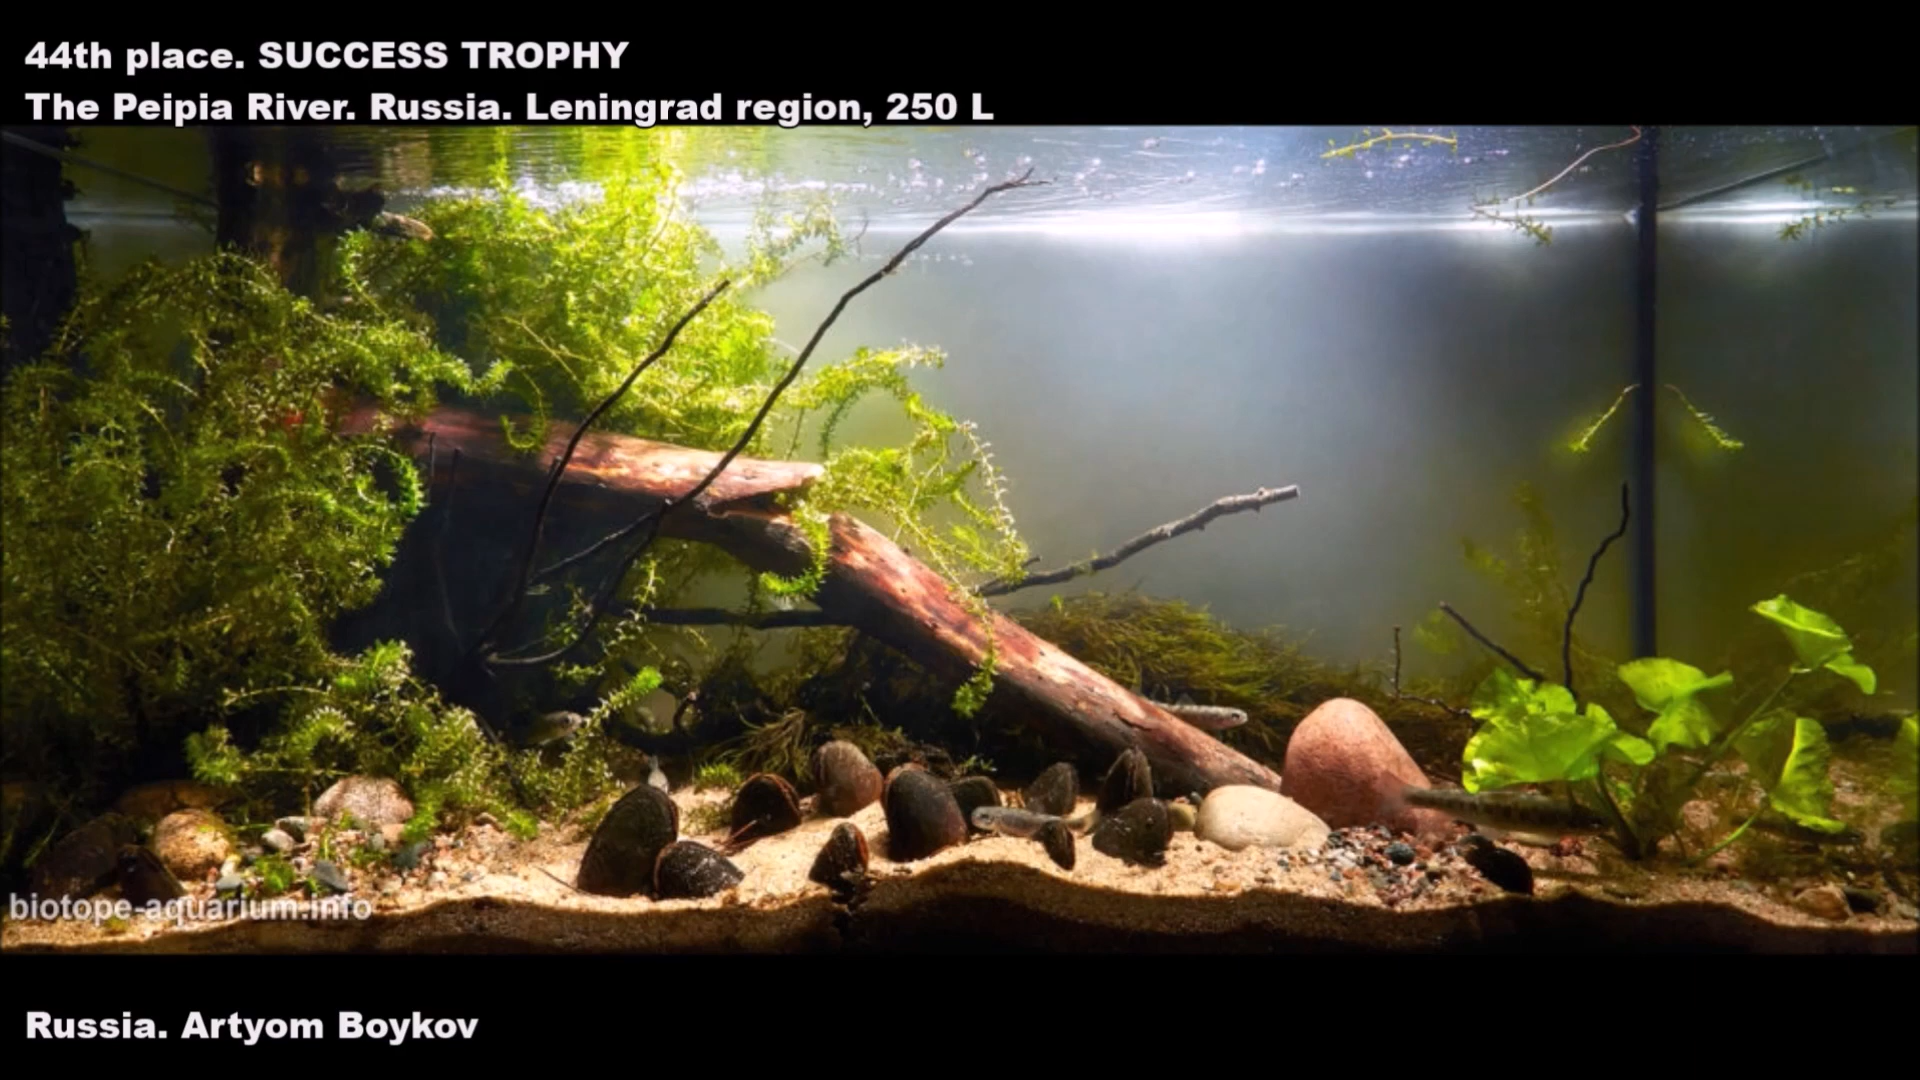 44th place. SUCCESS TROPHY
The Peipia River. Russia. Leningrad region, 250 L
biotope-aquarium.info
Russia. Artyom Boykov